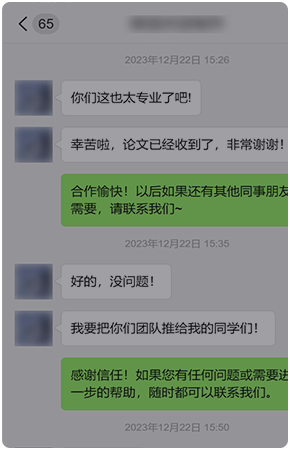 65
2023年12月22日 15:26
你们这也太专业了吧!
幸苦啦，论文已经收到了，非常谢谢！
合作愉快！以后如果还有其他同事朋友
需要，请联系我们~
2023年12月22日 15:35
好的，没问题！
我要把你们团队推给我的同学们！
感谢信任！如果您有任何问题或需要进
一步的帮助，随时都可以联系我们。
2023年12月22日 15:50